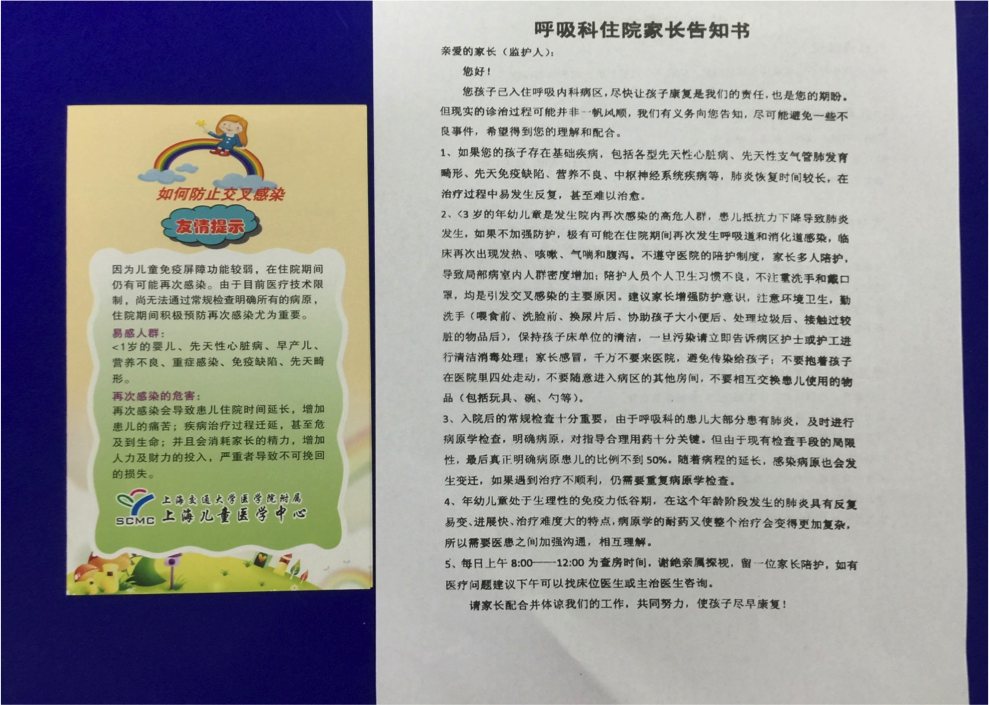 如何防止交叉感染
友情提示
因为儿童免疫屏障功能较弱，在住院期间
仍有可能再次感染。由于目前医疗技术限
制，尚无法通过常规检查明确所有的病原，
住院期间积极预防再次感染尤为重要。
易感人群：
<1岁的婴儿、先天性心脏病、早产儿、
营养不良、重症感染、免疫缺陷、先天畸
形。
再次感染的危害：
再次感染会导致患儿住院时间延长，增加
患儿的痛苦；疾病治疗过程迁延，甚至危
及到生命；并且会消耗家长的精力，增加
人力及财力的投入，严重者导致不可挽回
的损失。
SCMC
上海交通大学医学院附属
上海儿童医学中心
呼吸科住院家长告知书
亲爱的家长（监护人）：
您好！
您孩子已入住呼吸内科病区，尽快让孩子康复是我们的责任，也是您的期盼。
但现实的诊治过程可能并非一帆风顺，我们有义务向您告知，尽可能避免一些不
良事件，希望得到您的理解和配合。
1、如果您的孩子存在基础疾病，包括各型先天性心脏病、先天性支气管肺发育
畸形、先天免疫缺陷、营养不良、中枢神经系统疾病等，肺炎恢复时间较长，在
治疗过程中易发生反复，甚至难以治愈。
2、<3 岁的年幼儿童是发生院内再次感染的高危人群，患儿抵抗力下降导致肺炎
发生，如果不加强防护，极有可能在住院期间再次发生呼吸道和消化道感染，临
床再次出现发热、咳嗽、气喘和腹泻。不遵守医院的陪护制度，家长多人陪护，
导致局部病室内人群密度增加；陪护人员个人卫生习惯不良，不注重洗手和戴口
罩，均是引发交叉感染的主要原因。建议家长增强防护意识，注意环境卫生，勤
洗手（喂食前、洗脸前、换尿片后、协助孩子大小便后、处理垃圾后、接触过较
脏的物品后），保持孩子床单位的清洁，一旦污染请立即告诉病区护士或护工进
行清洁消毒处理；家长感冒，千万不要来医院，避免传染给孩子；不要抱着孩子
在医院里四处走动，不要随意进入病区的其他房间，不要相互交换患儿使用的物
品（包括玩具、碗、勺等）。
3、入院后的常规检查十分重要，由于呼吸科的患儿大部分患有肺炎，及时进行
病原学检查，明确病原，对指导合理用药十分关键。但由于现有检查手段的局限
性，最后真正明确病原患儿的比例不到 50%。随着病程的延长，感染病原也会发
生变迁，如果遇到治疗不顺利，仍需要重复病原学检查。
4、年幼儿童处于生理性的免疫力低谷期，在这个年龄阶段发生的肺炎具有反复
易变、进展快、治疗难度大的特点，病原学的耐药又使整个治疗会变得更加复杂，
所以需要医患之间加强沟通，相互理解。
5、每日上午 8:00——12:00 为查房时间，谢绝亲属探视，留一位家长陪护，如有
医疗问题建议下午可以找床位医生或主治医生咨询。
请家长配合并体谅我们的工作，共同努力，使孩子尽早康复！